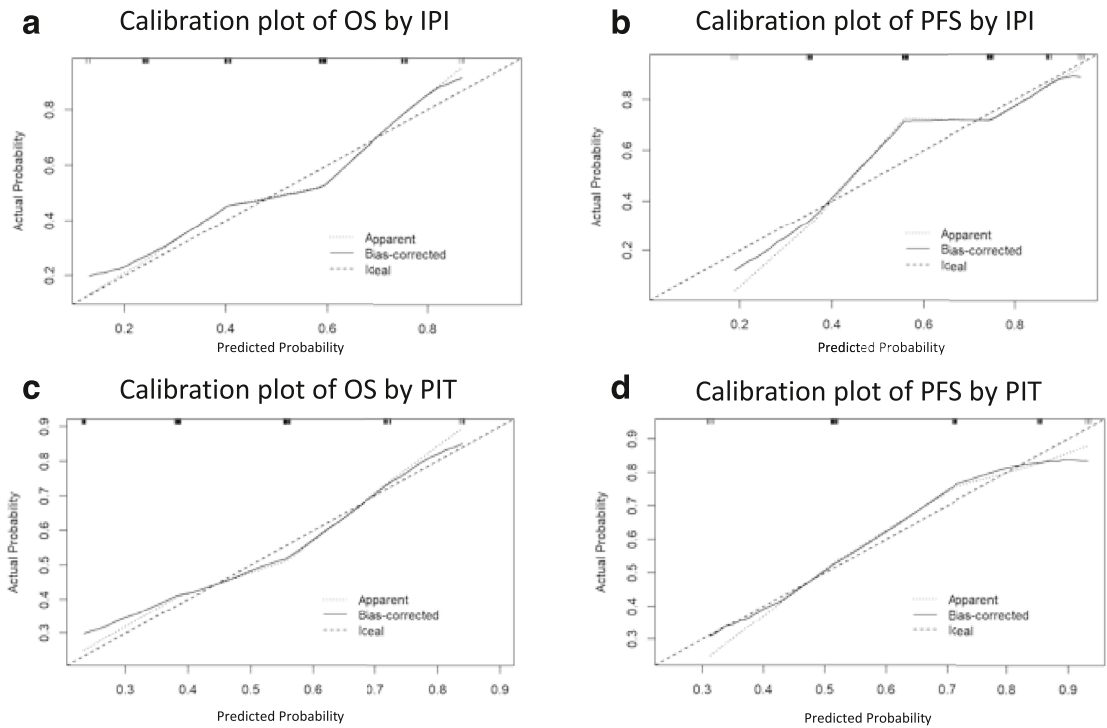 a Calibration plot of OS by IPI
0.8
0.6
0.4
0.2
Actual Probability
Apparent
Bias-corrected
Ideal
0.2 0.4 0.6 0.8
Predicted Probability
b Calibration plot of PFS by IPI
0.8
0.6
0.4
0.2
Actual Probability
Apparent
Bias-corrected
Ideal
0.2 0.4 0.6 0.8
Predicted Probability
c Calibration plot of OS by PIT
0.9
0.8
0.7
0.6
0.5
0.4
0.3
Actual Probability
Apparent
Bias-corrected
Ideal
0.3 0.4 0.5 0.6 0.7 0.8 0.9
Predicted Probability
d Calibration plot of PFS by PIT
0.9
0.8
0.7
0.6
0.5
0.4
0.3
Actual Probability
Apparent
Bias-corrected
Ideal
0.3 0.4 0.5 0.6 0.7 0.8 0.9
Predicted Probability